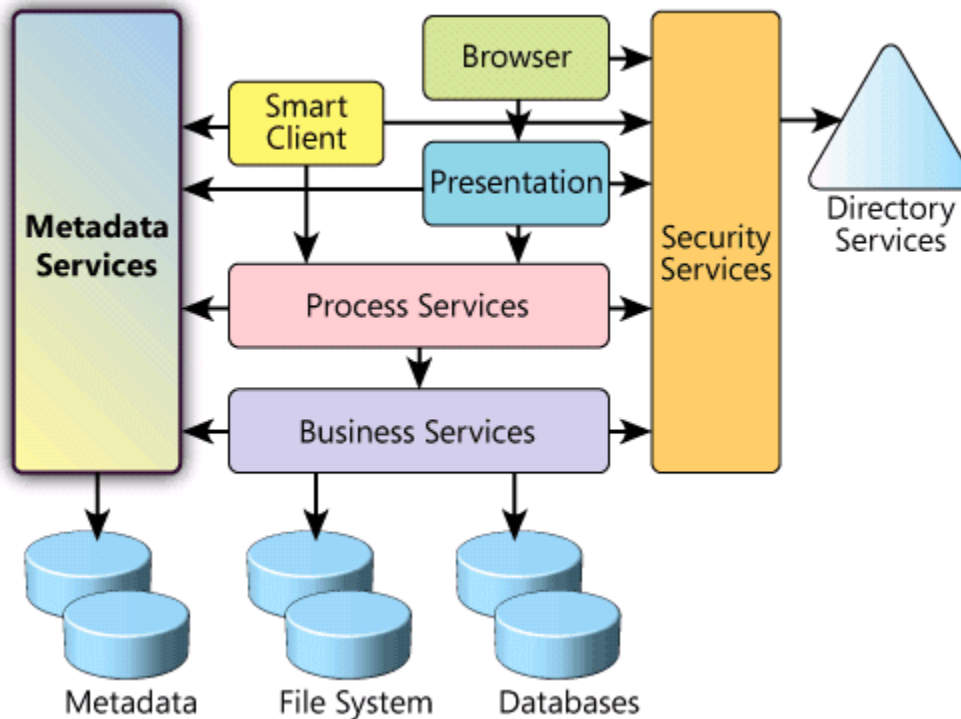 Browser
Smart
Client
Presentation
Metadata
Services
Security
Services
Directory
Services
Process Services
Business Services
Metadata
File System
Databases